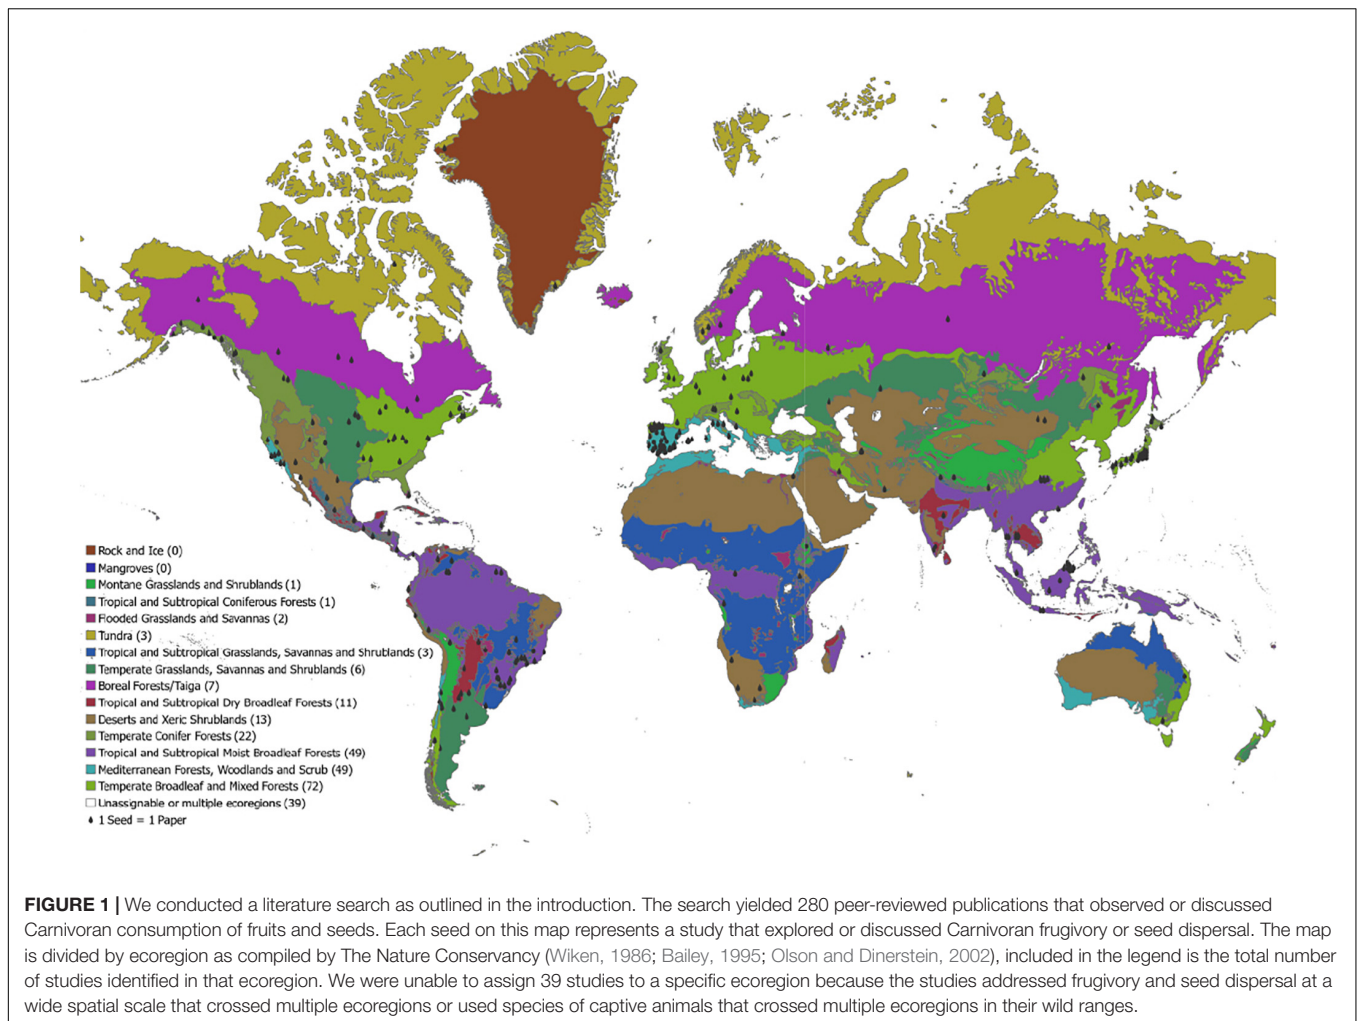 Rock and Ice (0)
Mangroves (0)
Montane Grasslands and Shrublands (1)
Tropical and Subtropical Coniferous Forests (1)
Flooded Grasslands and Savannas (2)
Tundra (3)
Tropical and Subtropical Grasslands, Savannas and Shrublands (3)
Temperate Grasslands, Savannas and Shrublands (6)
Boreal Forests/Taiga (7)
Tropical and Subtropical Dry Broadleaf Forests (11)
Deserts and Xeric Shrublands (13)
Temperate Conifer Forests (22)
Tropical and Subtropical Moist Broadleaf Forests (49)
Mediterranean Forests, Woodlands and Scrub (49)
Temperate Broadleaf and Mixed Forests (72)
Unassignable or multiple ecoregions (39)
1 Seed = 1 Paper
FIGURE 1 | We conducted a literature search as outlined in the introduction. The search yielded 280 peer-reviewed publications that observed or discussed
Carnivoran consumption of fruits and seeds. Each seed on this map represents a study that explored or discussed Carnivoran frugivory or seed dispersal. The map
is divided by ecoregion as compiled by The Nature Conservancy (Wiken, 1986; Bailey, 1995; Olson and Dinerstein, 2002), included in the legend is the total number
of studies identified in that ecoregion. We were unable to assign 39 studies to a specific ecoregion because the studies addressed frugivory and seed dispersal at a
wide spatial scale that crossed multiple ecoregions or used species of captive animals that crossed multiple ecoregions in their wild ranges.